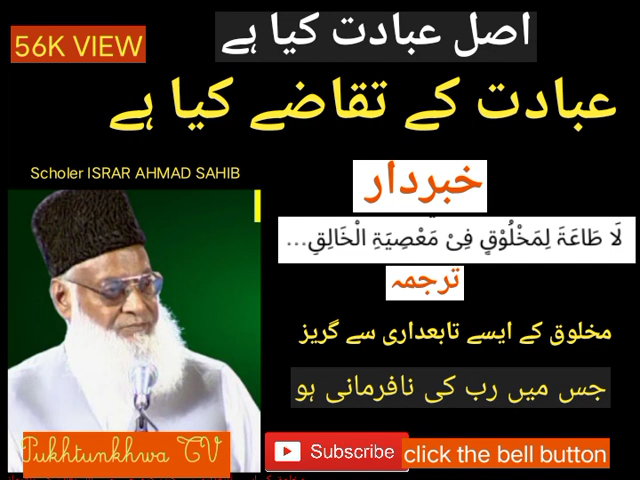 56K VIEW
اصل عبادت کیا ہے
عبادت کے تقاضے کیا ہے
Scholer ISRAR AHMAD SAHIB
خبردار
لَا طَاعَةَ لِمَخْلُوْقٍ فِیْ مَعْصِیَةِ الْخَالِقِ...
ترجمہ
مخلوق کے ایسے تابعداری سے گریز
جس میں رب کی نافرمانی ہو
Pukhtunkhwa TV
Subscribe
click the bell button